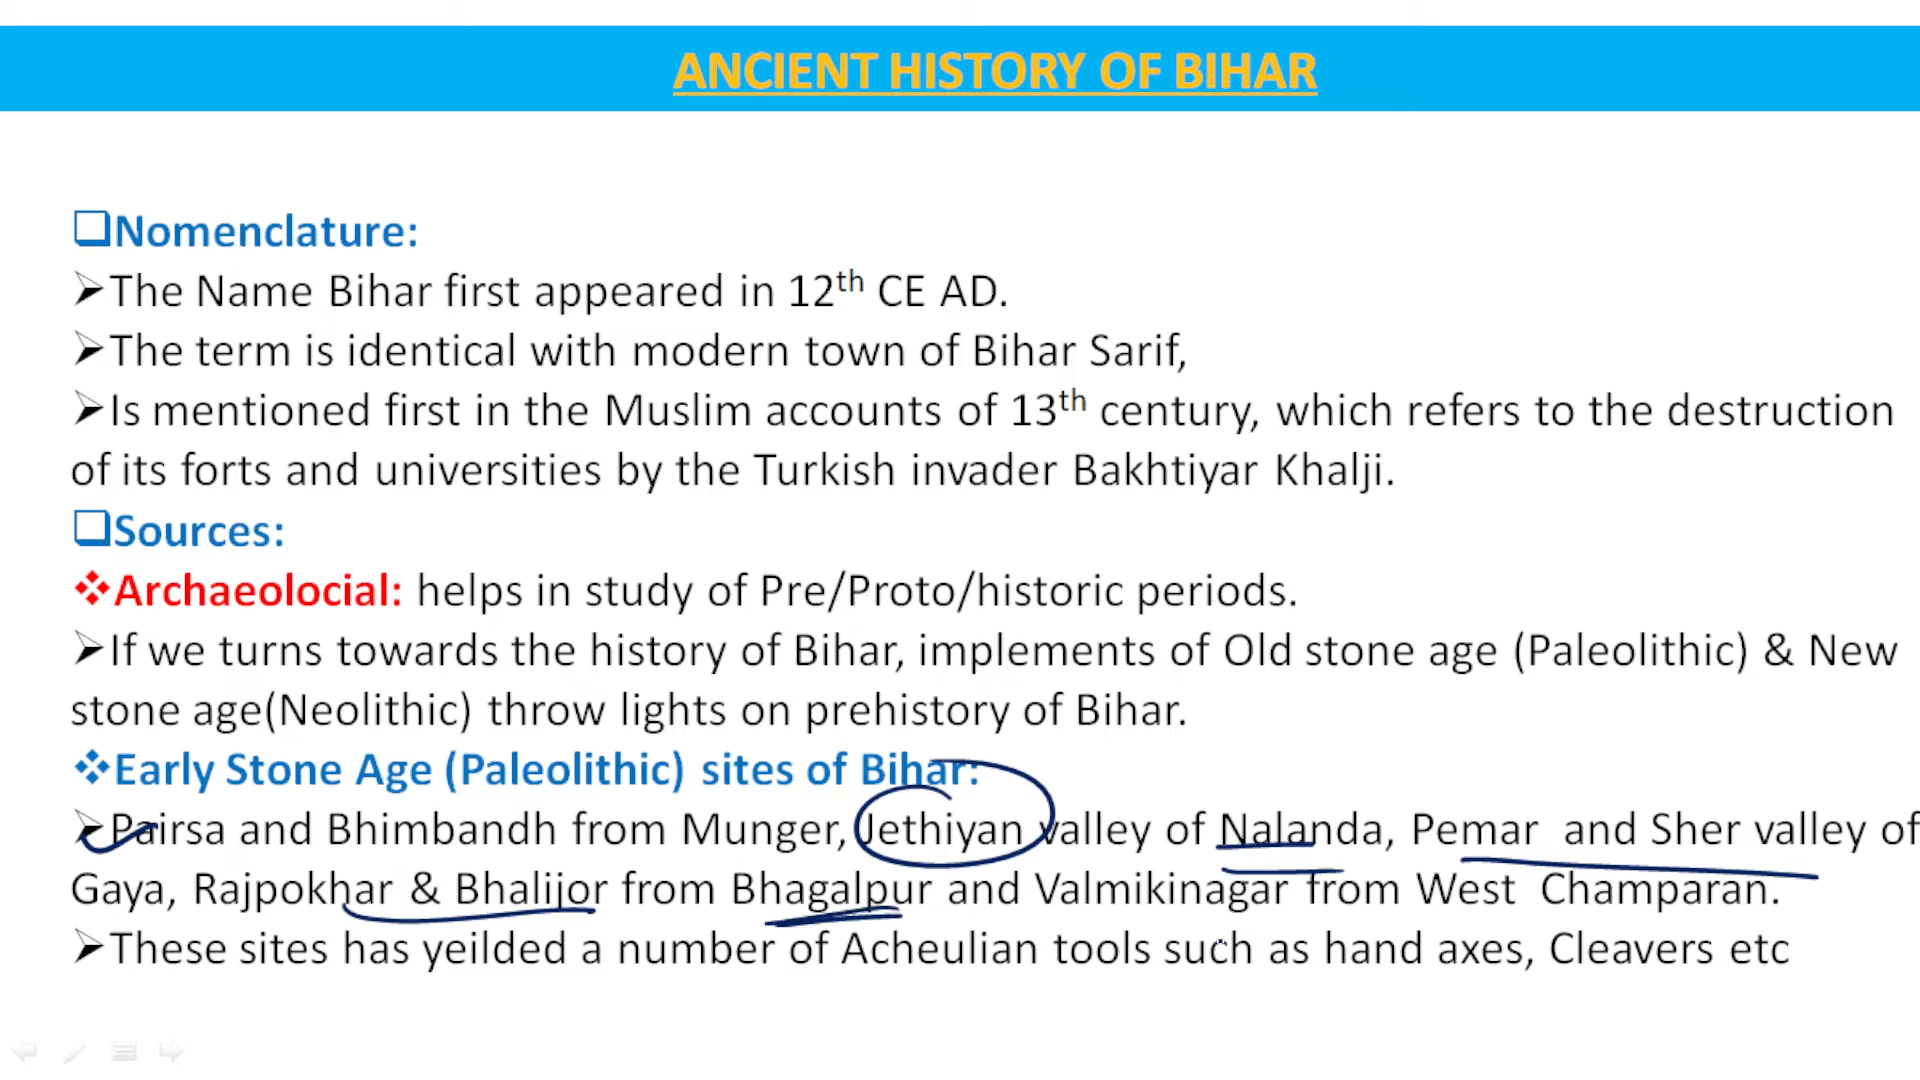 ANCIENT HISTORY OF BIHAR
Nomenclature:
The Name Bihar first appeared in 12th CE AD.
The term is identical with modern town of Bihar Sarif,
Is mentioned first in the Muslim accounts of 13th century, which refers to the destruction
of its forts and universities by the Turkish invader Bakhtiyar Khalji.
Sources:
Archaeolocial: helps in study of Pre/Proto/historic periods.
If we turns towards the history of Bihar, implements of Old stone age (Paleolithic) & New
stone age(Neolithic) throw lights on prehistory of Bihar.
Early Stone Age (Paleolithic) sites of Bihar:
Pairsa and Bhimbandh from Munger, Jethiyan valley of Nalanda, Pemar and Sher valley of
Gaya, Rajpokhar & Bhalijor from Bhagalpur and Valmikinagar from West Champaran.
These sites has yeilded a number of Acheulian tools such as hand axes, Cleavers etc